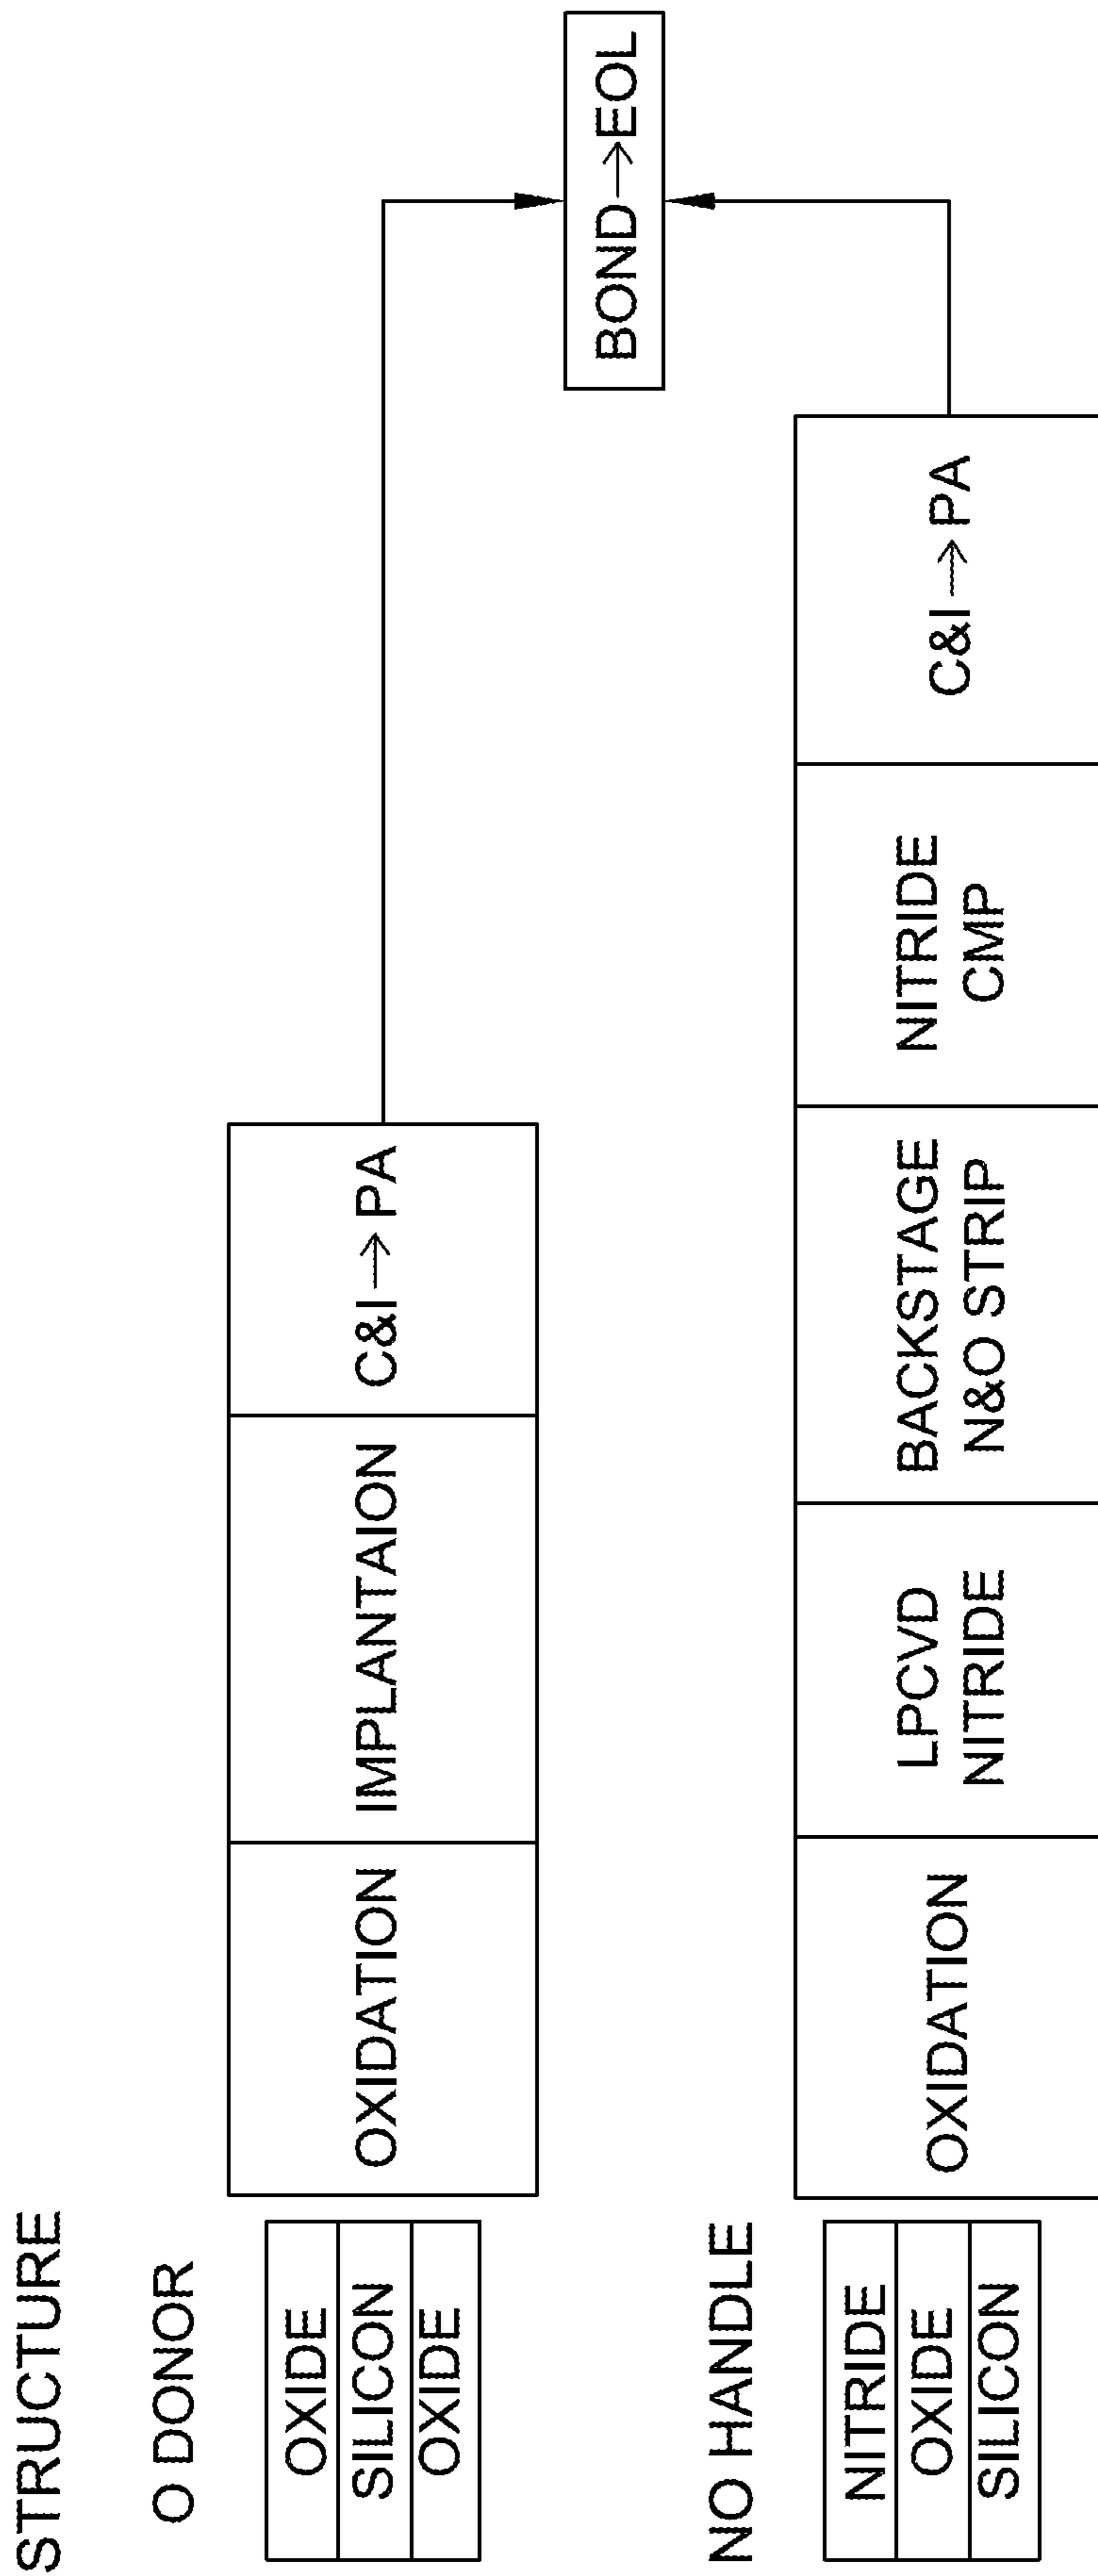 STRUCTURE
O DONOR
OXIDE
SILICON
OXIDE
OXIDATION
IMPLANTAION
C&I→PA
BOND→EOL
NO HANDLE
NITRIDE
OXIDE
SILICON
OXIDATION
LPCVD
NITRIDE
BACKSTAGE
N&O STRIP
NITRIDE
CMP
C&I→PA